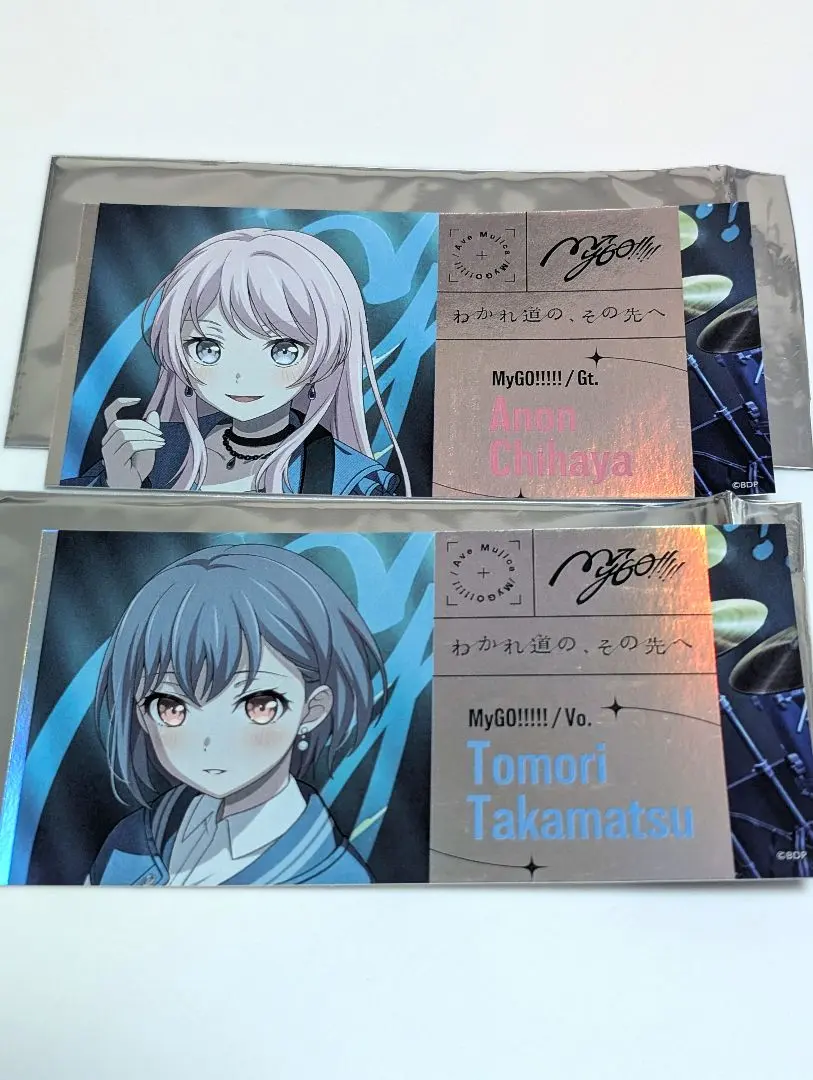 / Ave Mujica / MyGO!!!!!
MyGO!!!!!
わかれ道の、その先へ
MyGO!!!!! / Gt.
Anon
Chihaya
©BDP
/ Ave Mujica / MyGO!!!!!
MyGO!!!!!
わかれ道の、その先へ
MyGO!!!!! / Vo.
Tomori
Takamatsu
©BDP